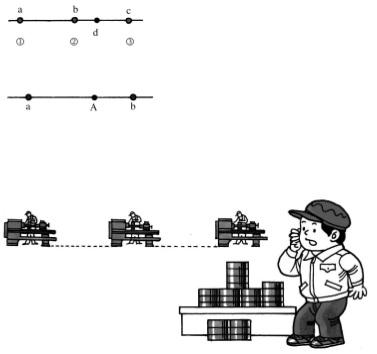 a b c
d
① ② ③
a A b